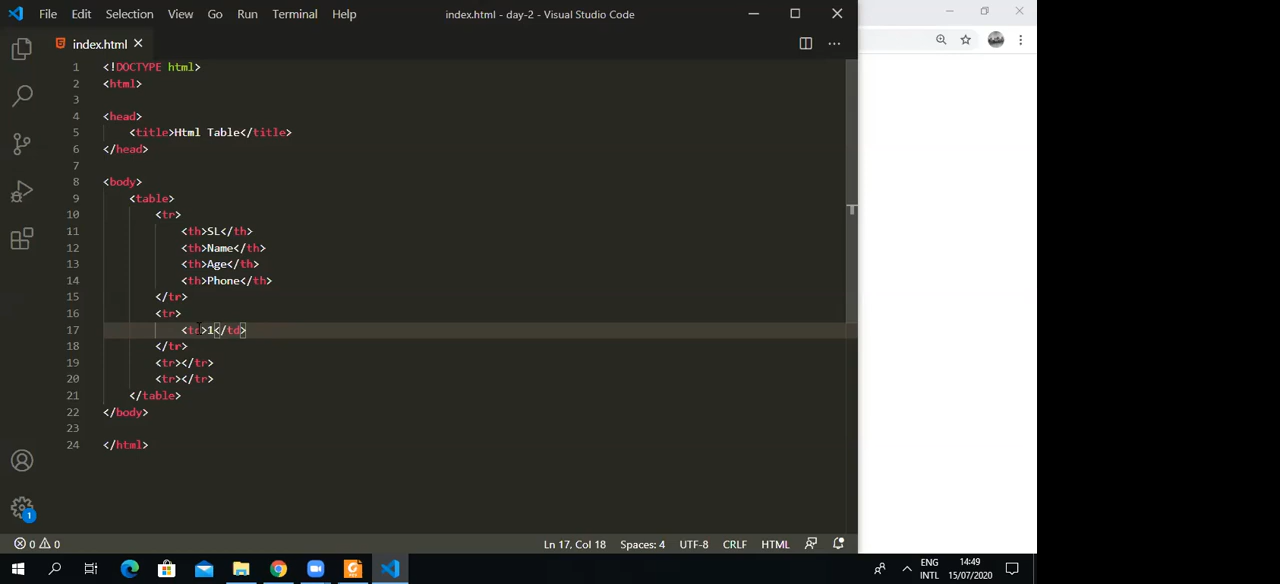 File Edit Selection View Go Run Terminal Help index.html - day-2 - Visual Studio Code
index.html
1 <!DOCTYPE html>
2 <html>
3
4 <head>
5 <title>Html Table</title>
6 </head>
7
8 <body>
9 <table>
10 <tr>
11 <th>SL</th>
12 <th>Name</th>
13 <th>Age</th>
14 <th>Phone</th>
15 </tr>
16 <tr>
17 <td>1</td>
18 </tr>
19 <tr></tr>
20 <tr></tr>
21 </table>
22 </body>
23
24 </html>
1
0 0 Ln 17, Col 18 Spaces: 4 UTF-8 CRLF HTML
ENG 14:49
INTL 15/07/2020